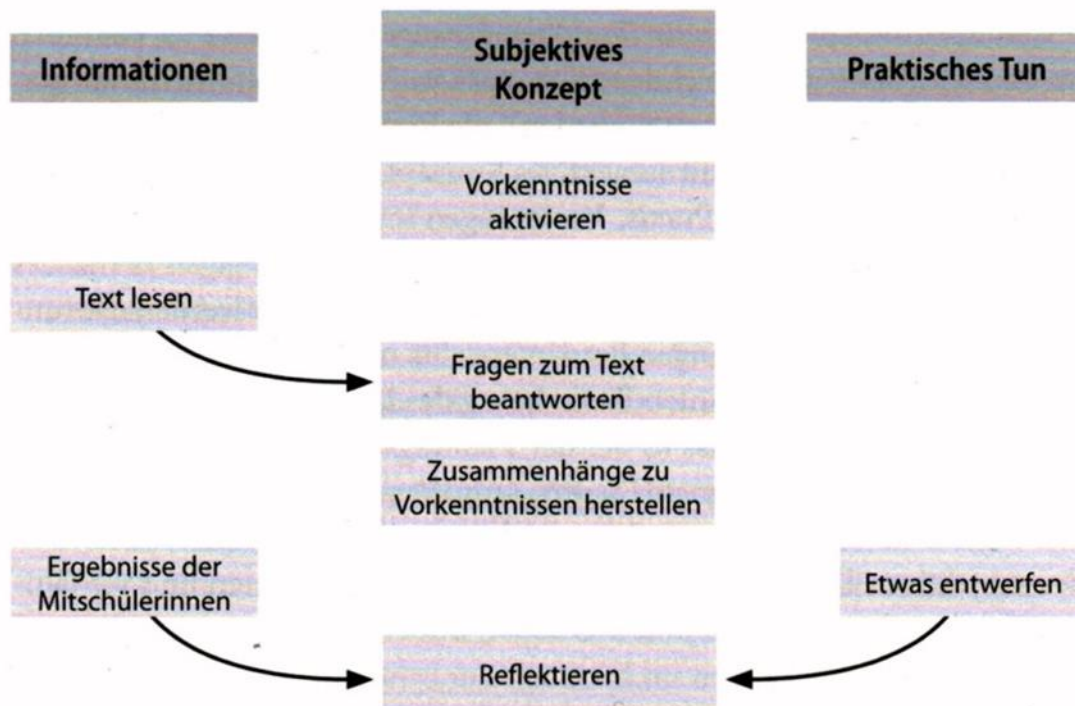 Informationen
Subjektives
Konzept
Praktisches Tun
Vorkenntnisse
aktivieren
Text lesen
Fragen zum Text
beantworten
Zusammenhänge zu
Vorkenntnissen herstellen
Ergebnisse der
Mitschülerinnen
Etwas entwerfen
Reflektieren